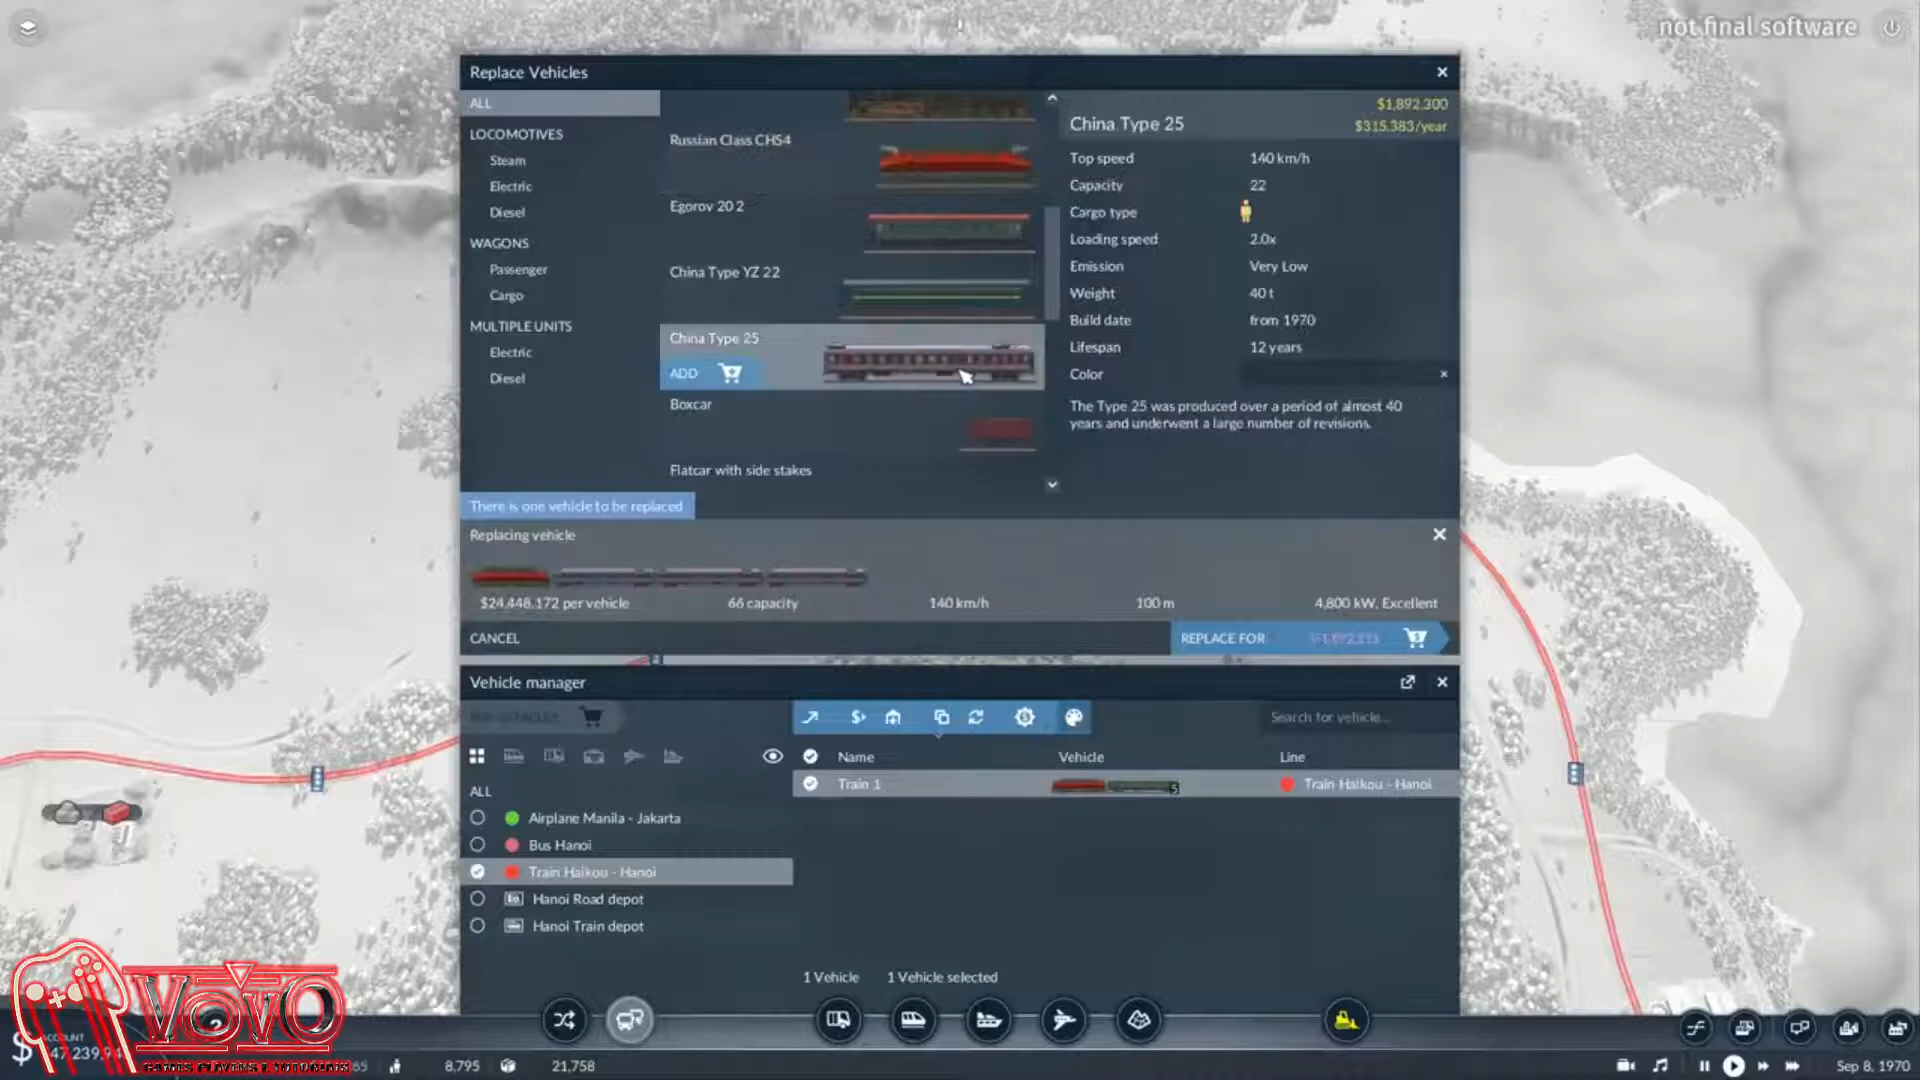 not final software
Replace Vehicles
ALL
LOCOMOTIVES
Steam
Electric
Diesel
WAGONS
Passenger
Cargo
MULTIPLE UNITS
Electric
Diesel
Russian Class CHS4
Egorov 20 2
China Type YZ 22
China Type 25
ADD
Boxcar
Flatcar with side stakes
$1,892,300
China Type 25
$315,383/year
Top speed 140 km/h
Capacity 22
Cargo type
Loading speed 2.0x
Emission Very Low
Weight 40 t
Build date from 1970
Lifespan 12 years
Color
The Type 25 was produced over a period of almost 40
years and underwent a large number of revisions.
There is one vehicle to be replaced
Replacing vehicle
$24,448,172 per vehicle 66 capacity 140 km/h 100 m 4,800 kW, Excellent
CANCEL
REPLACE FOR
Vehicle manager
Search for vehicle...
Name Vehicle Line
Train 1 5 Train Haikou - Hanoi
ALL
Airplane Manila - Jakarta
Bus Hanoi
Train Haikou - Hanoi
Hanoi Road depot
Hanoi Train depot
1 Vehicle 1 Vehicle selected
VOVO
GAMES PLAYERS & TUTORIALS
8,795
21,758
Sep 8, 1970